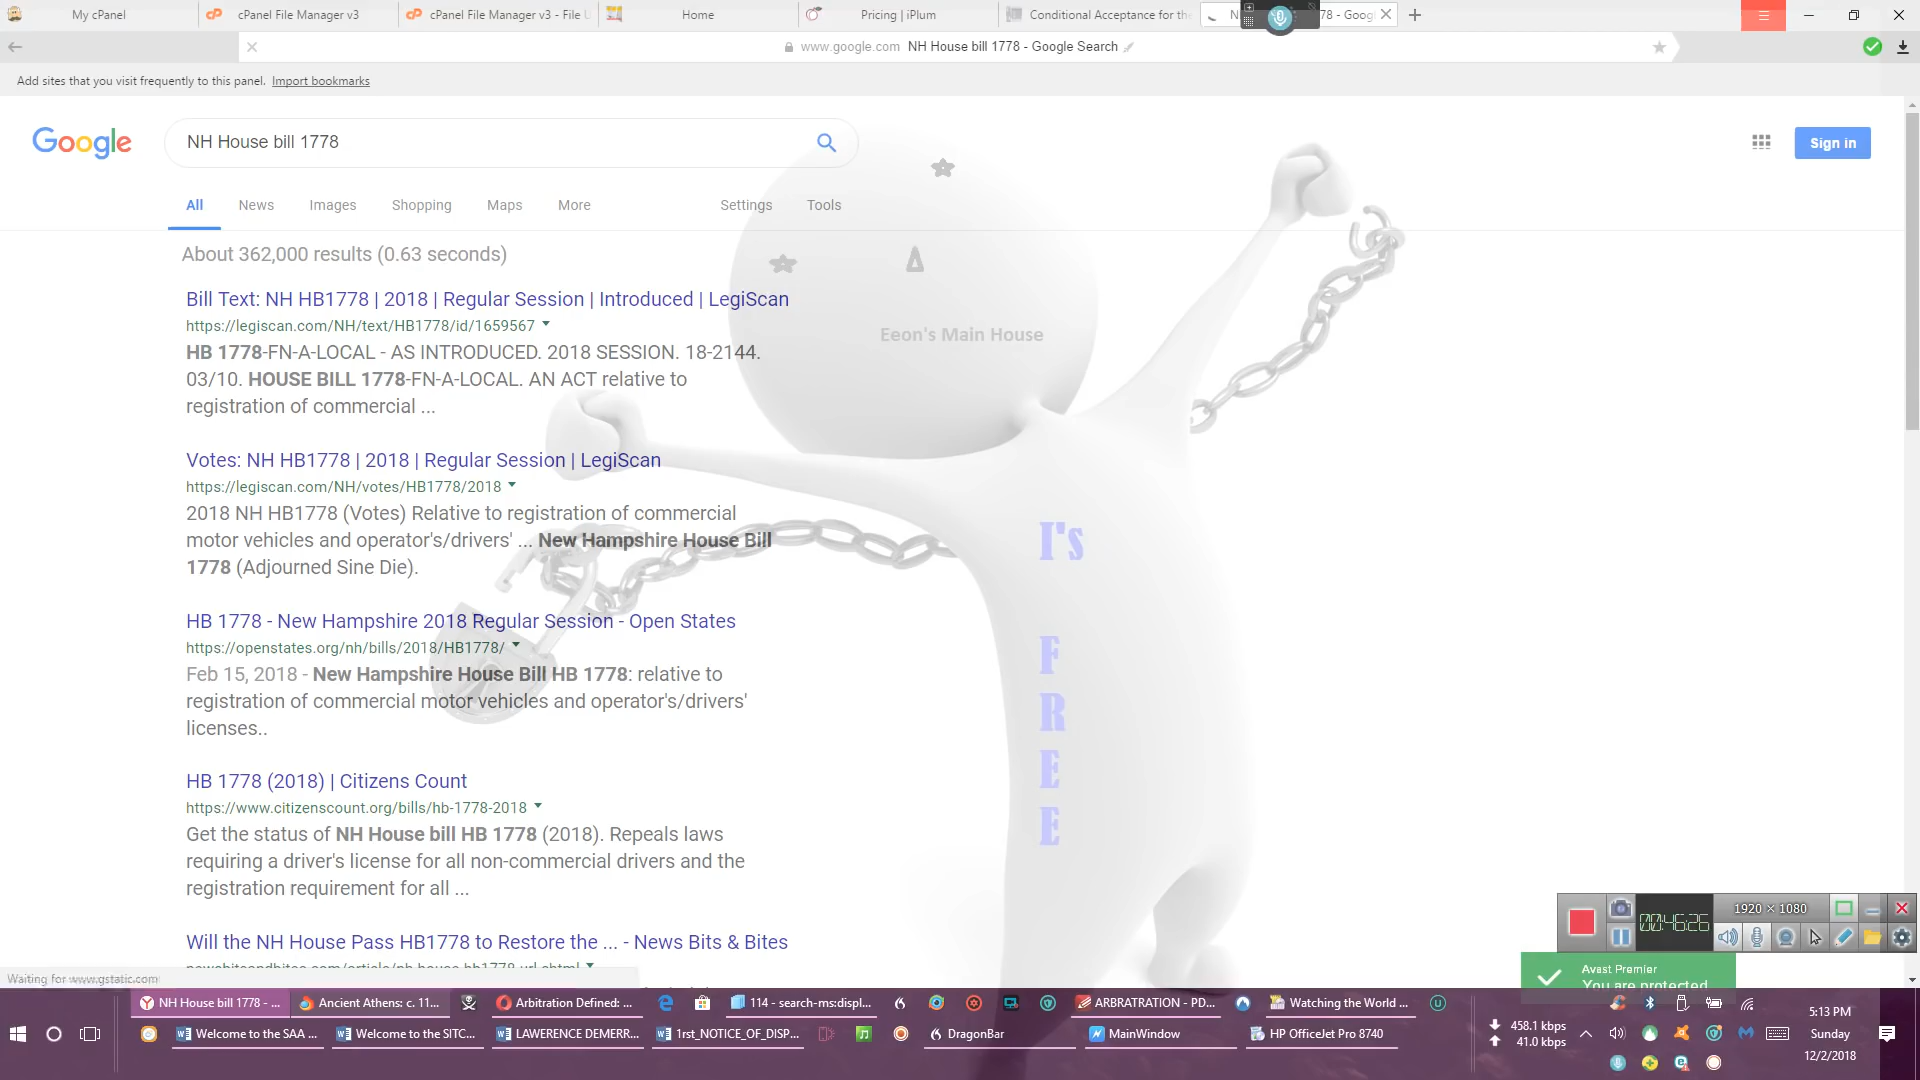 My cPanel
cPanel File Manager v3
cPanel File Manager v3 - File U
Home
Pricing | iPlum
Conditional Acceptance for the
78 - Goog
www.google.com NH House bill 1778 - Google Search
Add sites that you visit frequently to this panel. Import bookmarks
Google
NH House bill 1778
Sign in
All
News
Images
Shopping
Maps
More
Settings
Tools
About 362,000 results (0.63 seconds)
Bill Text: NH HB1778 | 2018 | Regular Session | Introduced | LegiScan
https://legiscan.com/NH/text/HB1778/id/1659567
HB 1778-FN-A-LOCAL - AS INTRODUCED. 2018 SESSION. 18-2144.
03/10. HOUSE BILL 1778-FN-A-LOCAL. AN ACT relative to
registration of commercial ...
Eeon's Main House
Votes: NH HB1778 | 2018 | Regular Session | LegiScan
https://legiscan.com/NH/votes/HB1778/2018
2018 NH HB1778 (Votes) Relative to registration of commercial
motor vehicles and operator's/drivers' ... New Hampshire House Bill
1778 (Adjourned Sine Die).
I's
F
R
E
E
HB 1778 - New Hampshire 2018 Regular Session - Open States
https://openstates.org/nh/bills/2018/HB1778/
Feb 15, 2018 - New Hampshire House Bill HB 1778: relative to
registration of commercial motor vehicles and operator's/drivers'
licenses..
HB 1778 (2018) | Citizens Count
https://www.citizenscount.org/bills/hb-1778-2018
Get the status of NH House bill HB 1778 (2018). Repeals laws
requiring a driver's license for all non-commercial drivers and the
registration requirement for all ...
Will the NH House Pass HB1778 to Restore the ... - News Bits & Bites
Waiting for www.gstatic.com
00:46:26
1920 × 1080
Avast Premier
You are protected
NH House bill 1778 - ...
Ancient Athens: c. 11...
Arbitration Defined: ...
114 - search-ms:displ...
ARBRATRATION - PD...
Watching the World ...
Welcome to the SAA ...
Welcome to the SITC...
LAWERENCE DEMERR...
1rst_NOTICE_OF_DISP...
DragonBar
MainWindow
HP OfficeJet Pro 8740
458.1 kbps
41.0 kbps
5:13 PM
Sunday
12/2/2018